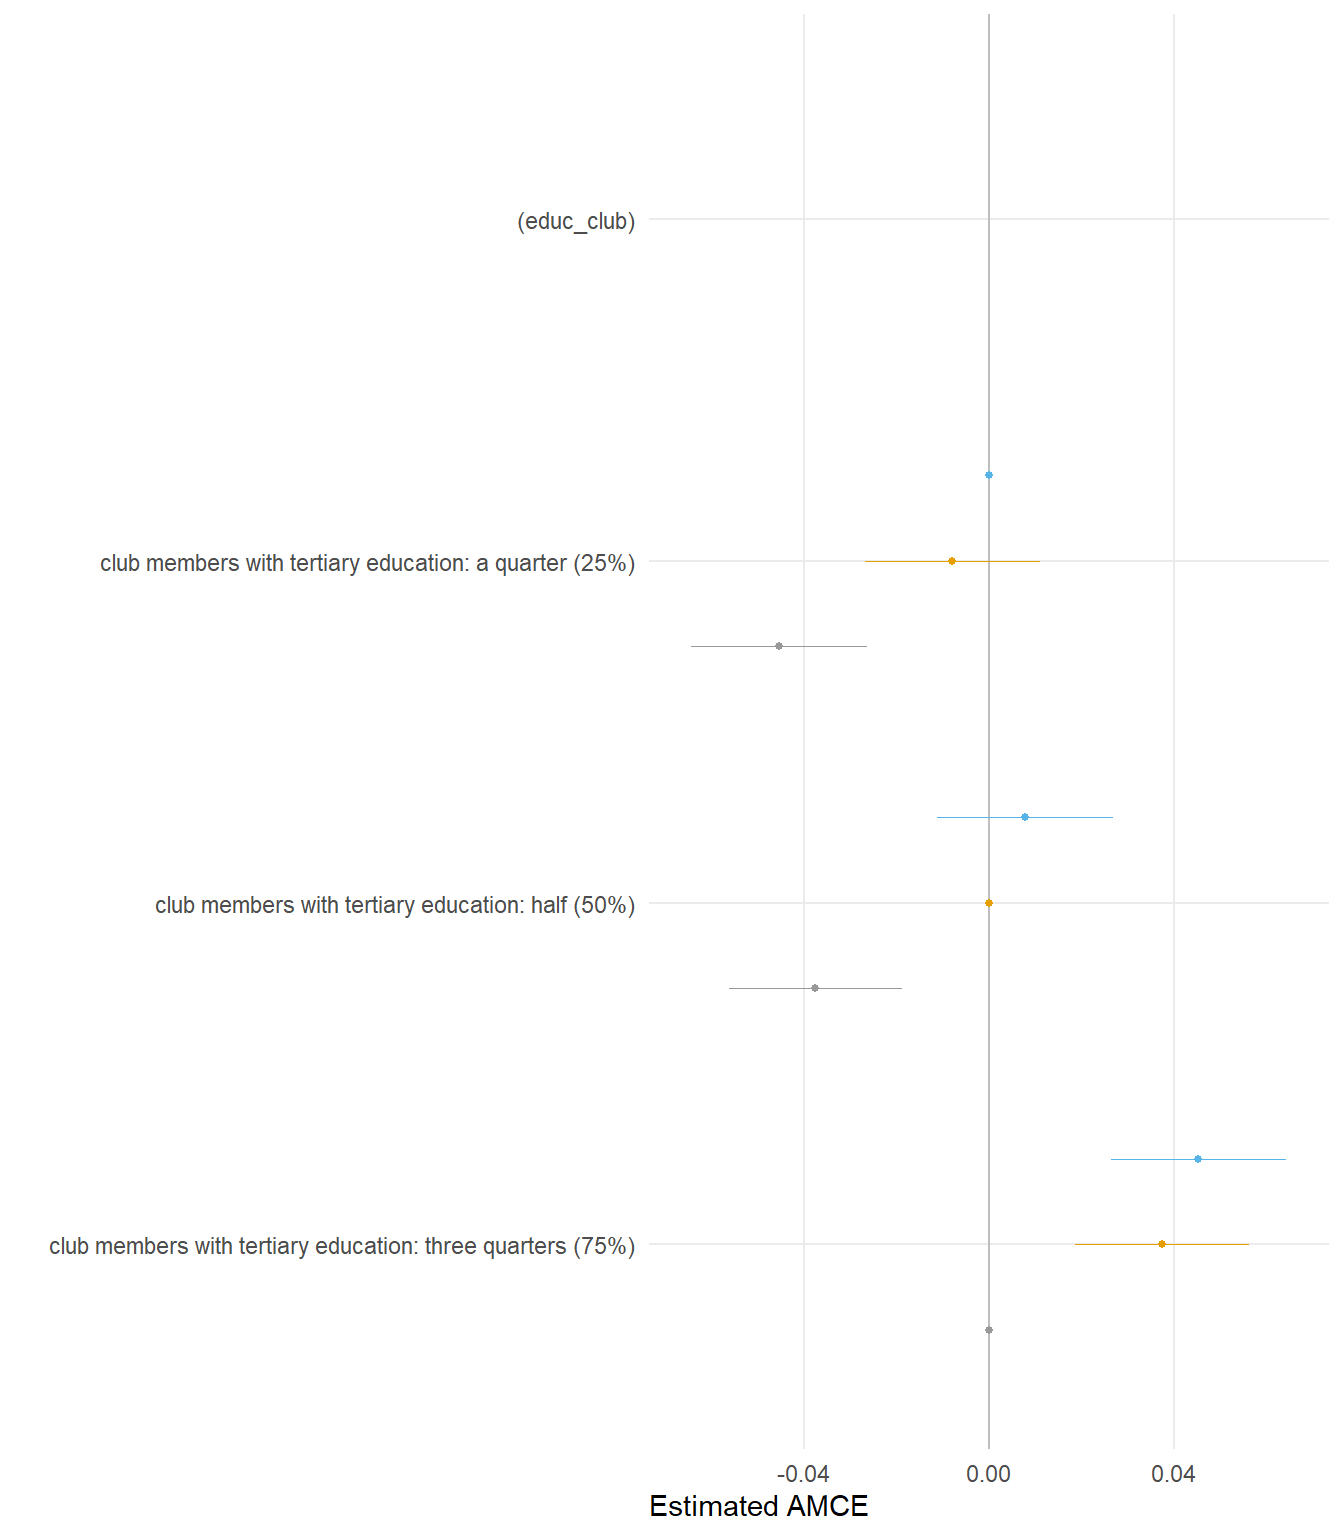 (educ_club)
club members with tertiary education: a quarter (25%)
club members with tertiary education: half (50%)
club members with tertiary education: three quarters (75%)
-0.04 0.00 0.04
Estimated AMCE